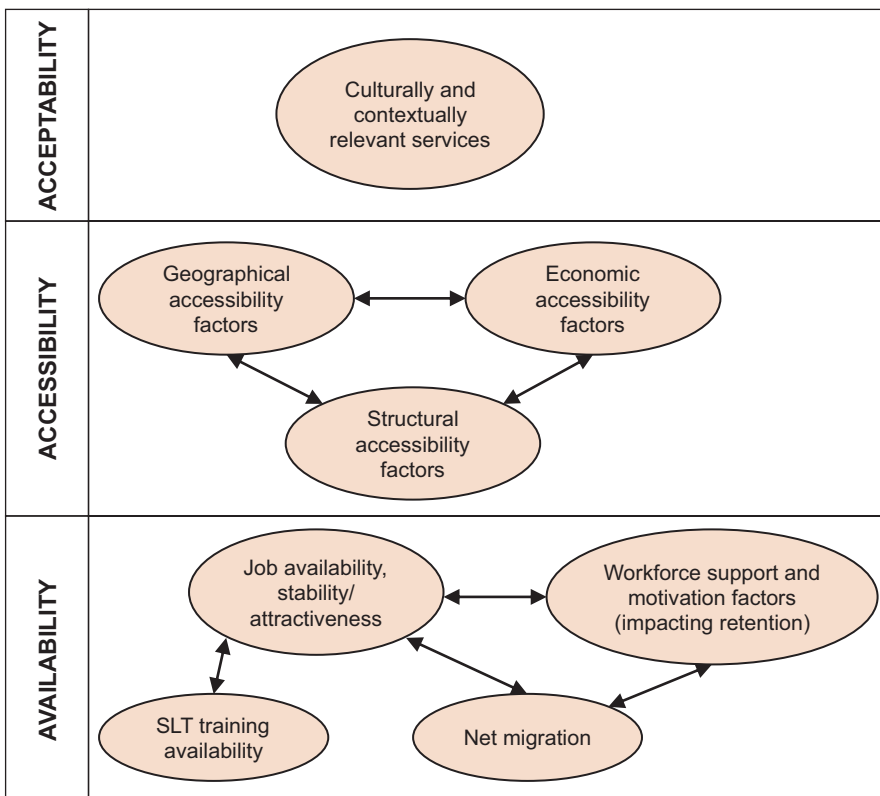 ACCEPTABILITY
Culturally and
contextually
relevant services
ACCESSIBILITY
Geographical
accessibility
factors
Economic
accessibility
factors
Structural
accessibility
factors
AVAILABILITY
Job availability,
stability/
attractiveness
Workforce support and
motivation factors
(impacting retention)
SLT training
availability
Net migration